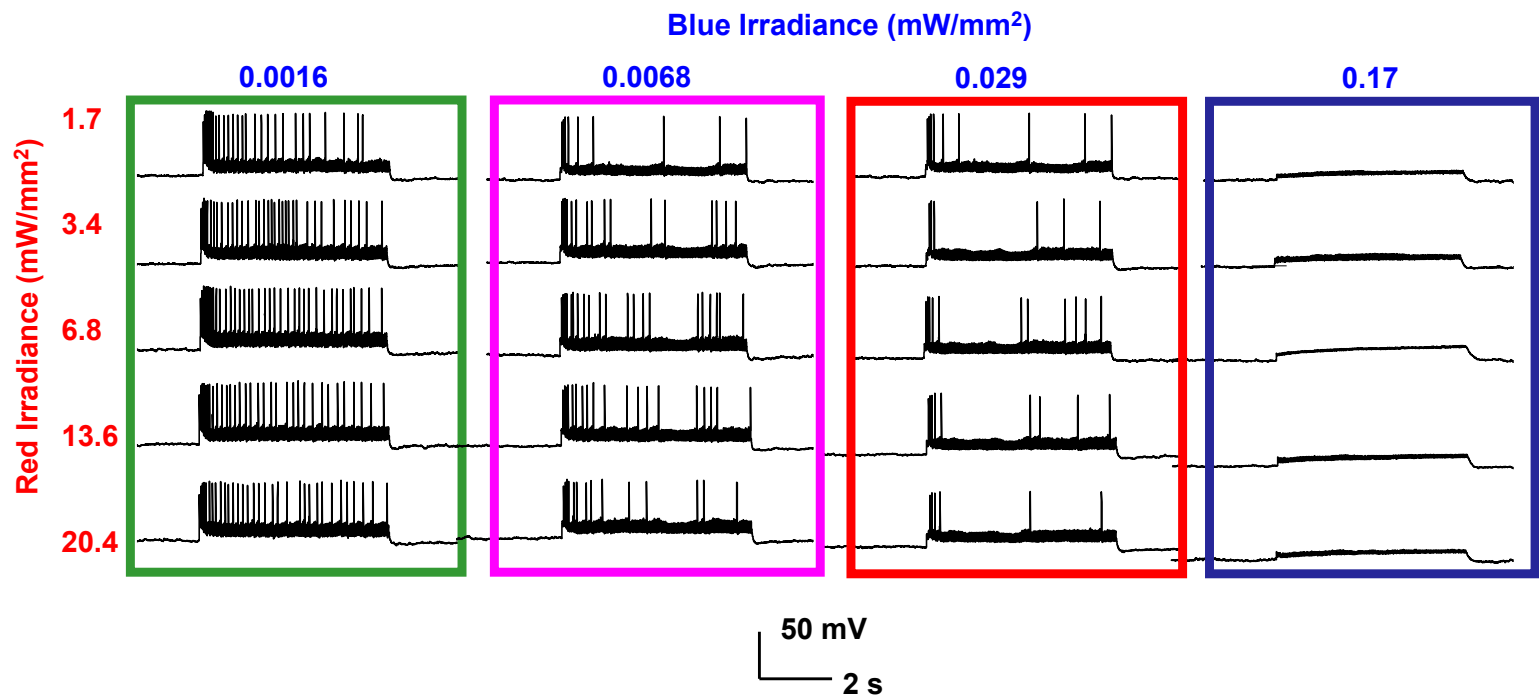 Blue Irradiance (mW/mm²)
0.0016 0.0068 0.029 0.17
Red Irradiance (mW/mm²)
1.7
3.4
6.8
13.6
20.4
50 mV
2 s